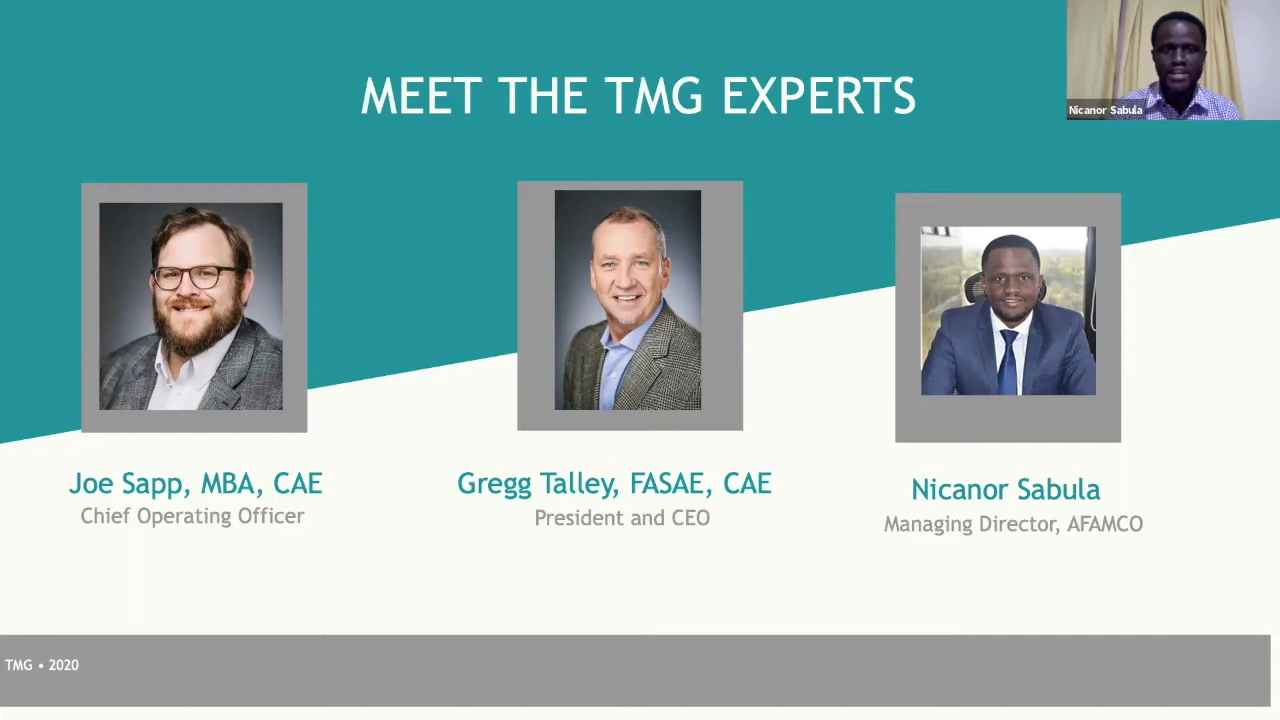 MEET THE TMG EXPERTS
Nicanor Sabula
Joe Sapp, MBA, CAE
Chief Operating Officer
Gregg Talley, FASAE, CAE
President and CEO
Nicanor Sabula
Managing Director, AFAMCO
TMG • 2020